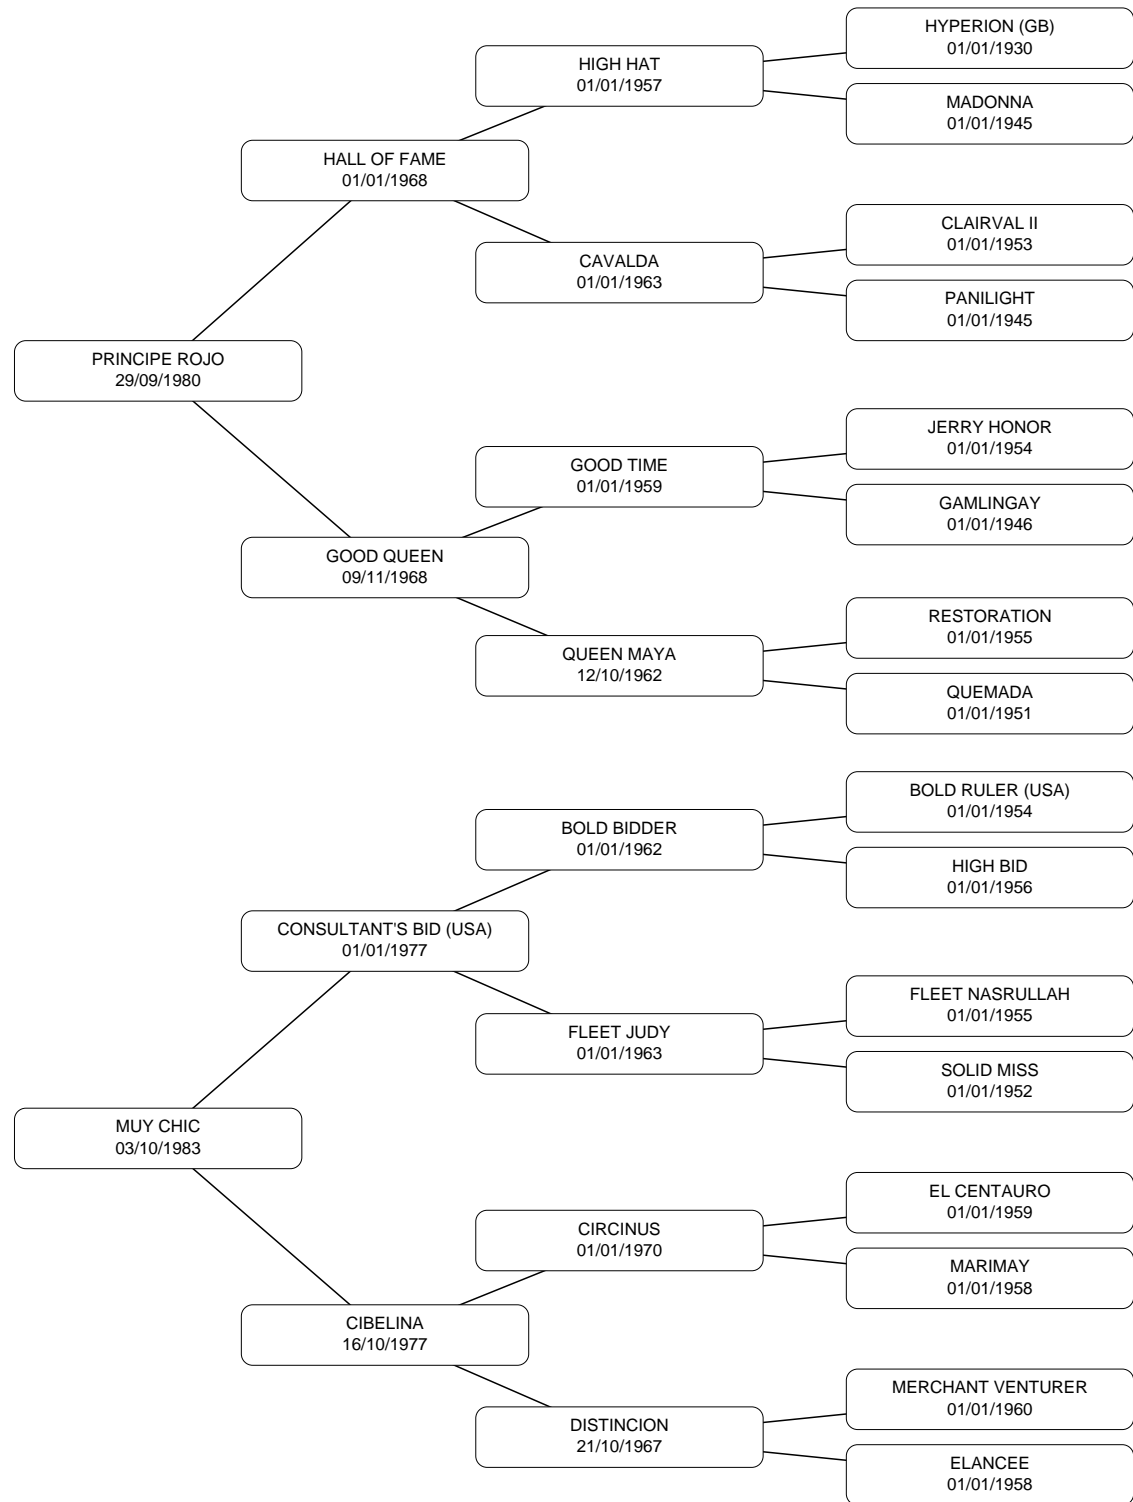 HYPERION (GB)
01/01/1930
HIGH HAT
01/01/1957
MADONNA
01/01/1945
HALL OF FAME
01/01/1968
CLAIRVAL II
01/01/1953
CAVALDA
01/01/1963
PANILIGHT
01/01/1945
PRINCIPE ROJO
29/09/1980
JERRY HONOR
01/01/1954
GOOD TIME
01/01/1959
GAMLINGAY
01/01/1946
GOOD QUEEN
09/11/1968
RESTORATION
01/01/1955
QUEEN MAYA
12/10/1962
QUEMADA
01/01/1951
BOLD RULER (USA)
01/01/1954
BOLD BIDDER
01/01/1962
HIGH BID
01/01/1956
CONSULTANT'S BID (USA)
01/01/1977
FLEET NASRULLAH
01/01/1955
FLEET JUDY
01/01/1963
SOLID MISS
01/01/1952
MUY CHIC
03/10/1983
EL CENTAURO
01/01/1959
CIRCINUS
01/01/1970
MARIMAY
01/01/1958
CIBELINA
16/10/1977
MERCHANT VENTURER
01/01/1960
DISTINCION
21/10/1967
ELANCEE
01/01/1958